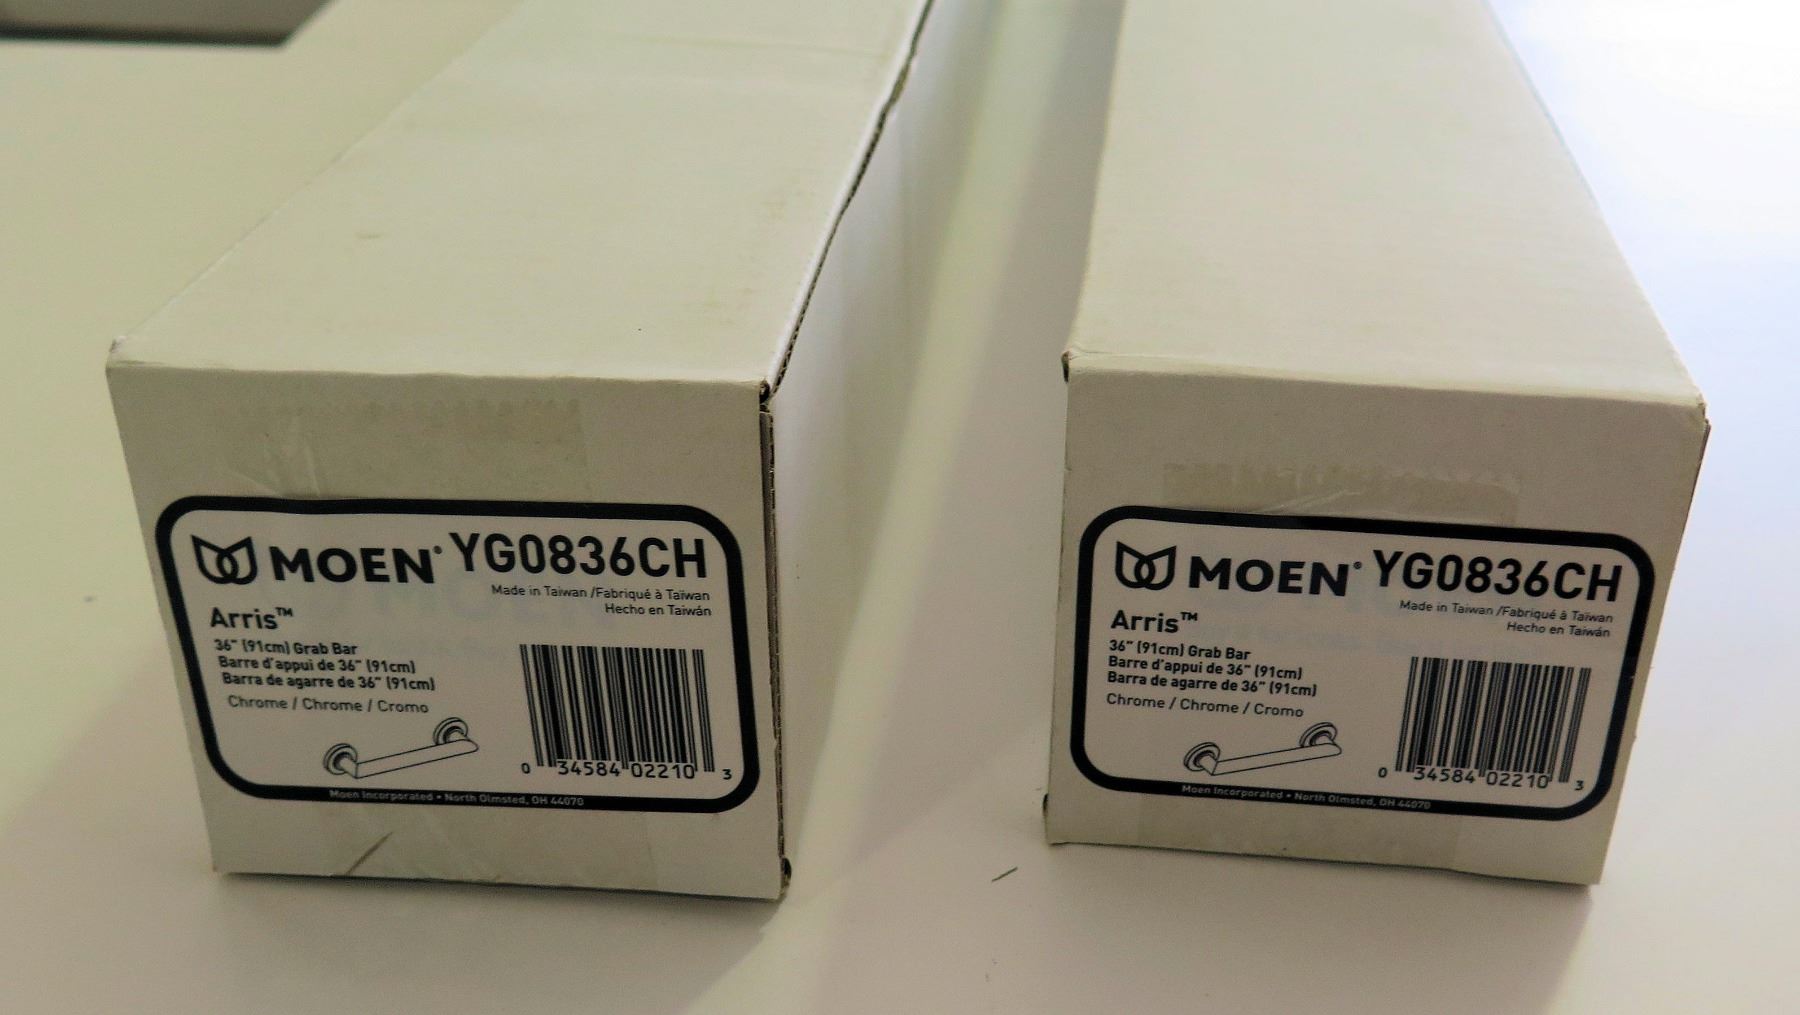 MOEN® YG0836CH
Made in Taiwan /Fabriqué à Taïwan
Hecho en Taiwán
Arris™
36" (91cm) Grab Bar
Barre d'appui de 36" (91cm)
Barra de agarre de 36" (91cm)
Chrome / Chrome / Cromo
0 34584 02210 3
Moen Incorporated • North Olmsted, OH 44070
MOEN® YG0836CH
Made in Taiwan /Fabriqué à Taïwan
Hecho en Taiwán
Arris™
36" (91cm) Grab Bar
Barre d'appui de 36" (91cm)
Barra de agarre de 36" (91cm)
Chrome / Chrome / Cromo
0 34584 02210 3
Moen Incorporated • North Olmsted, OH 44070